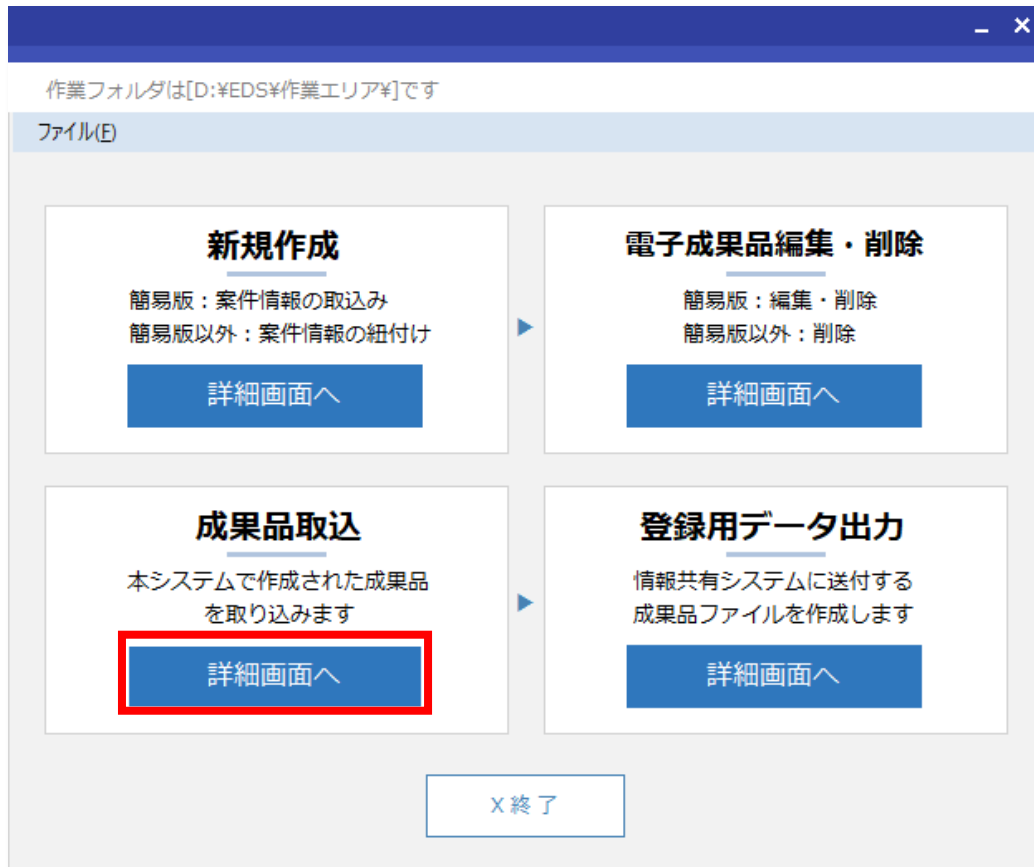 作業フォルダは[D:¥EDS¥作業エリア¥]です
ファイル(F)
新規作成
簡易版：案件情報の取込み
簡易版以外：案件情報の紐付け
詳細画面へ
電子成果品編集・削除
簡易版：編集・削除
簡易版以外：削除
詳細画面へ
成果品取込
本システムで作成された成果品
を取り込みます
詳細画面へ
登録用データ出力
情報共有システムに送付する
成果品ファイルを作成します
詳細画面へ
X 終了